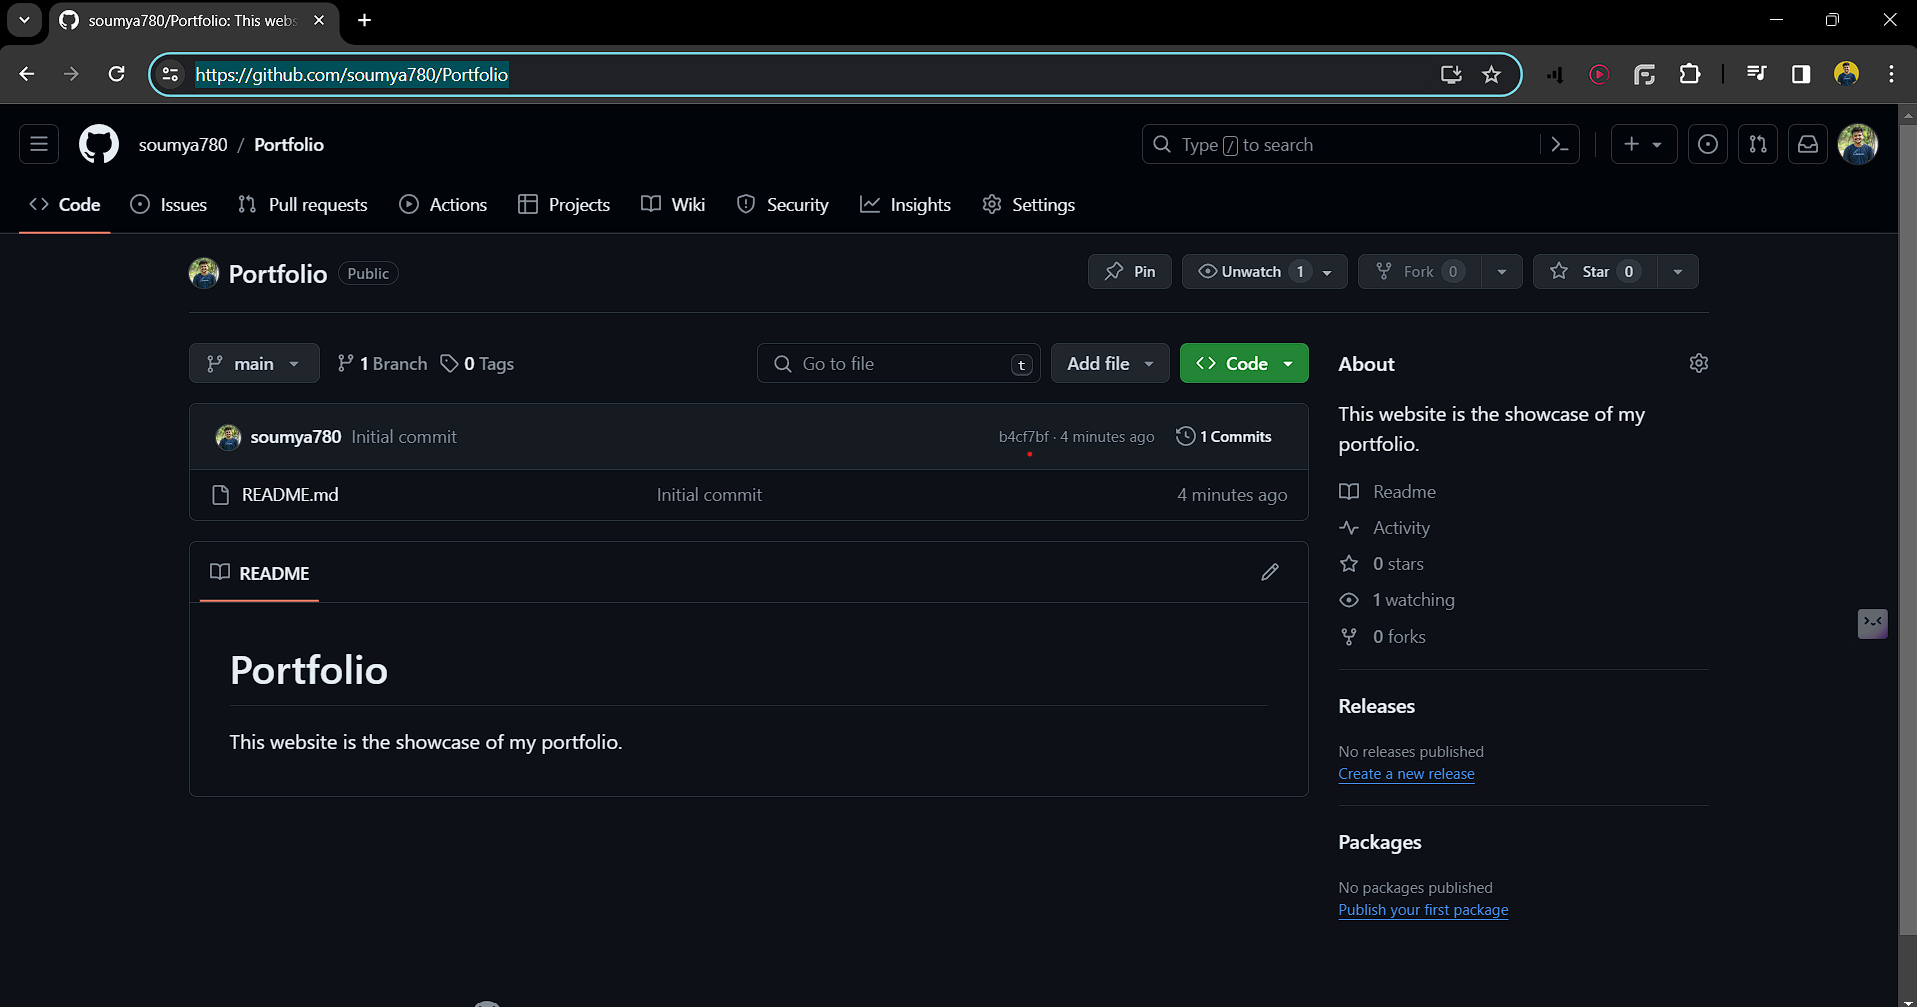 soumya780/Portfolio: This webs
https://github.com/soumya780/Portfolio
soumya780 / Portfolio
Type / to search
Code Issues Pull requests Actions Projects Wiki Security Insights Settings
Portfolio Public
Pin Unwatch 1 Fork 0 Star 0
main 1 Branch 0 Tags Go to file t Add file Code
soumya780 Initial commit b4cf7bf · 4 minutes ago 1 Commits
README.md Initial commit 4 minutes ago
README
Portfolio
This website is the showcase of my portfolio.
About
This website is the showcase of my
portfolio.
Readme
Activity
0 stars
1 watching
0 forks
Releases
No releases published
Create a new release
Packages
No packages published
Publish your first package